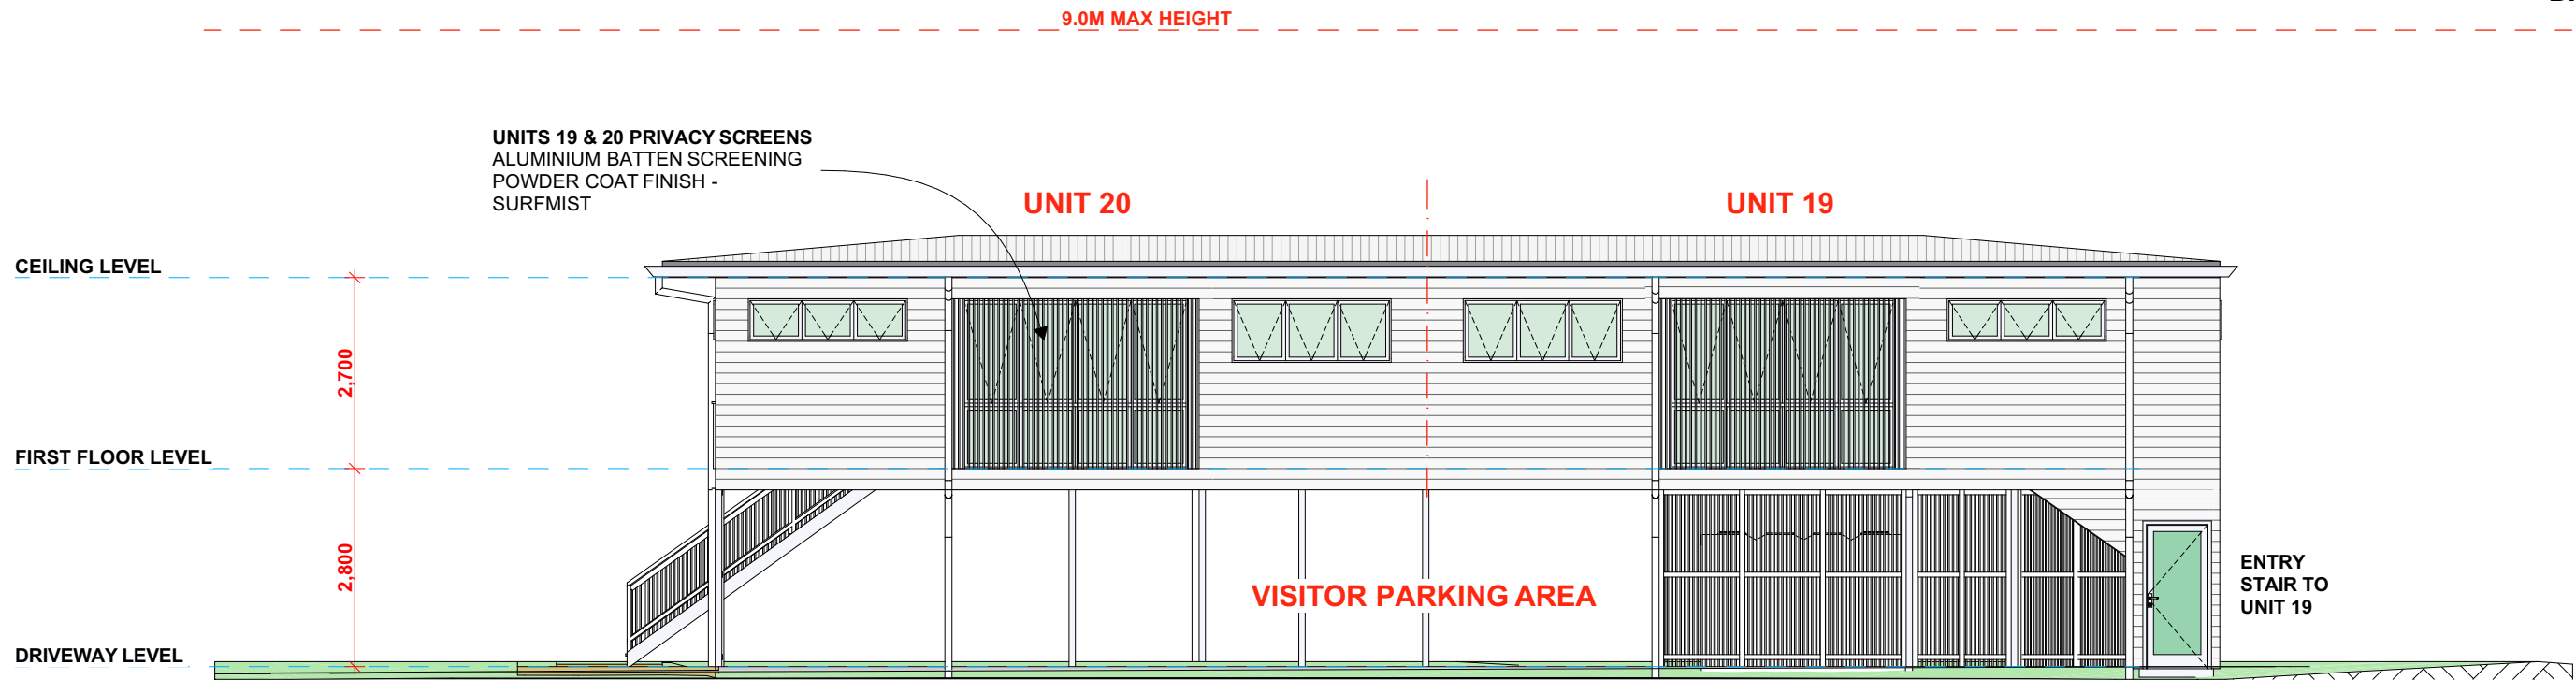 9.0M MAX HEIGHT
UNITS 19 & 20 PRIVACY SCREENS
ALUMINIUM BATTEN SCREENING
POWDER COAT FINISH -
SURFMIST
UNIT 20
UNIT 19
CEILING LEVEL
2,700
FIRST FLOOR LEVEL
2,800
VISITOR PARKING AREA
ENTRY
STAIR TO
UNIT 19
DRIVEWAY LEVEL